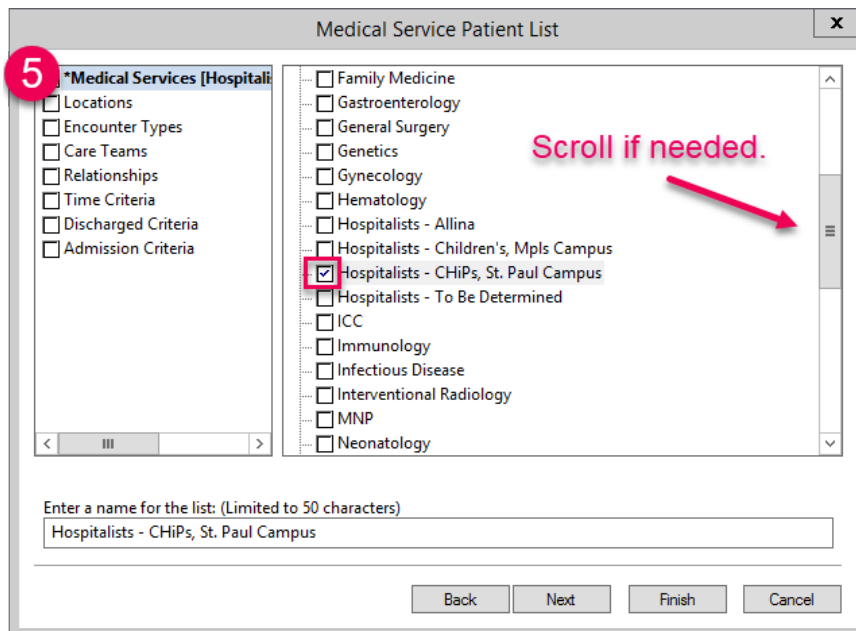 Medical Service Patient List
x
5
*Medical Services [Hospitalis
Locations
Encounter Types
Care Teams
Relationships
Time Criteria
Discharged Criteria
Admission Criteria
Family Medicine
Gastroenterology
General Surgery
Genetics
Gynecology
Hematology
Hospitalists - Allina
Hospitalists - Children's, Mpls Campus
Hospitalists - CHiPs, St. Paul Campus
Hospitalists - To Be Determined
ICC
Immunology
Infectious Disease
Interventional Radiology
MNP
Neonatology
Scroll if needed.
Enter a name for the list: (Limited to 50 characters)
Hospitalists - CHiPs, St. Paul Campus
Back Next Finish Cancel